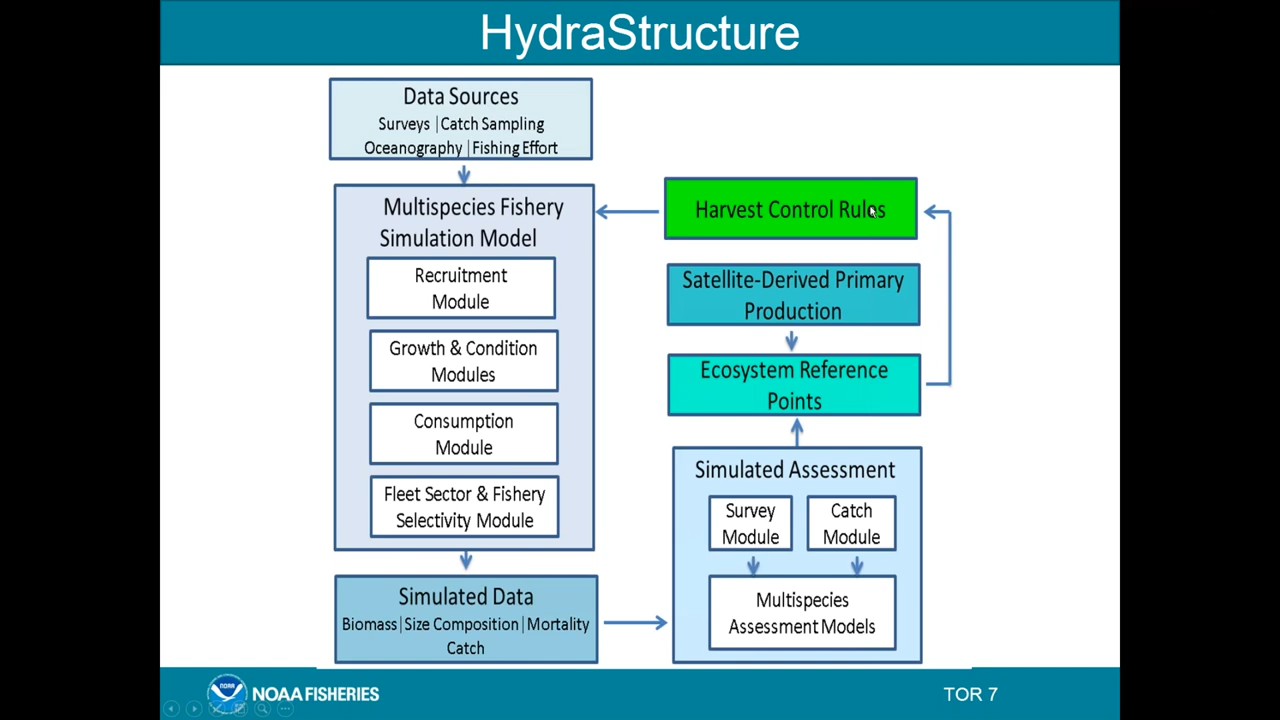 HydraStructure
Data Sources
Surveys |Catch Sampling
Oceanography |Fishing Effort
Multispecies Fishery
Simulation Model
Recruitment
Module
Growth & Condition
Modules
Consumption
Module
Fleet Sector & Fishery
Selectivity Module
Simulated Data
Biomass|Size Composition|Mortality
Catch
Harvest Control Rules
Satellite-Derived Primary
Production
Ecosystem Reference
Points
Simulated Assessment
Survey
Module
Catch
Module
Multispecies
Assessment Models
NOAA
NOAA FISHERIES
TOR 7